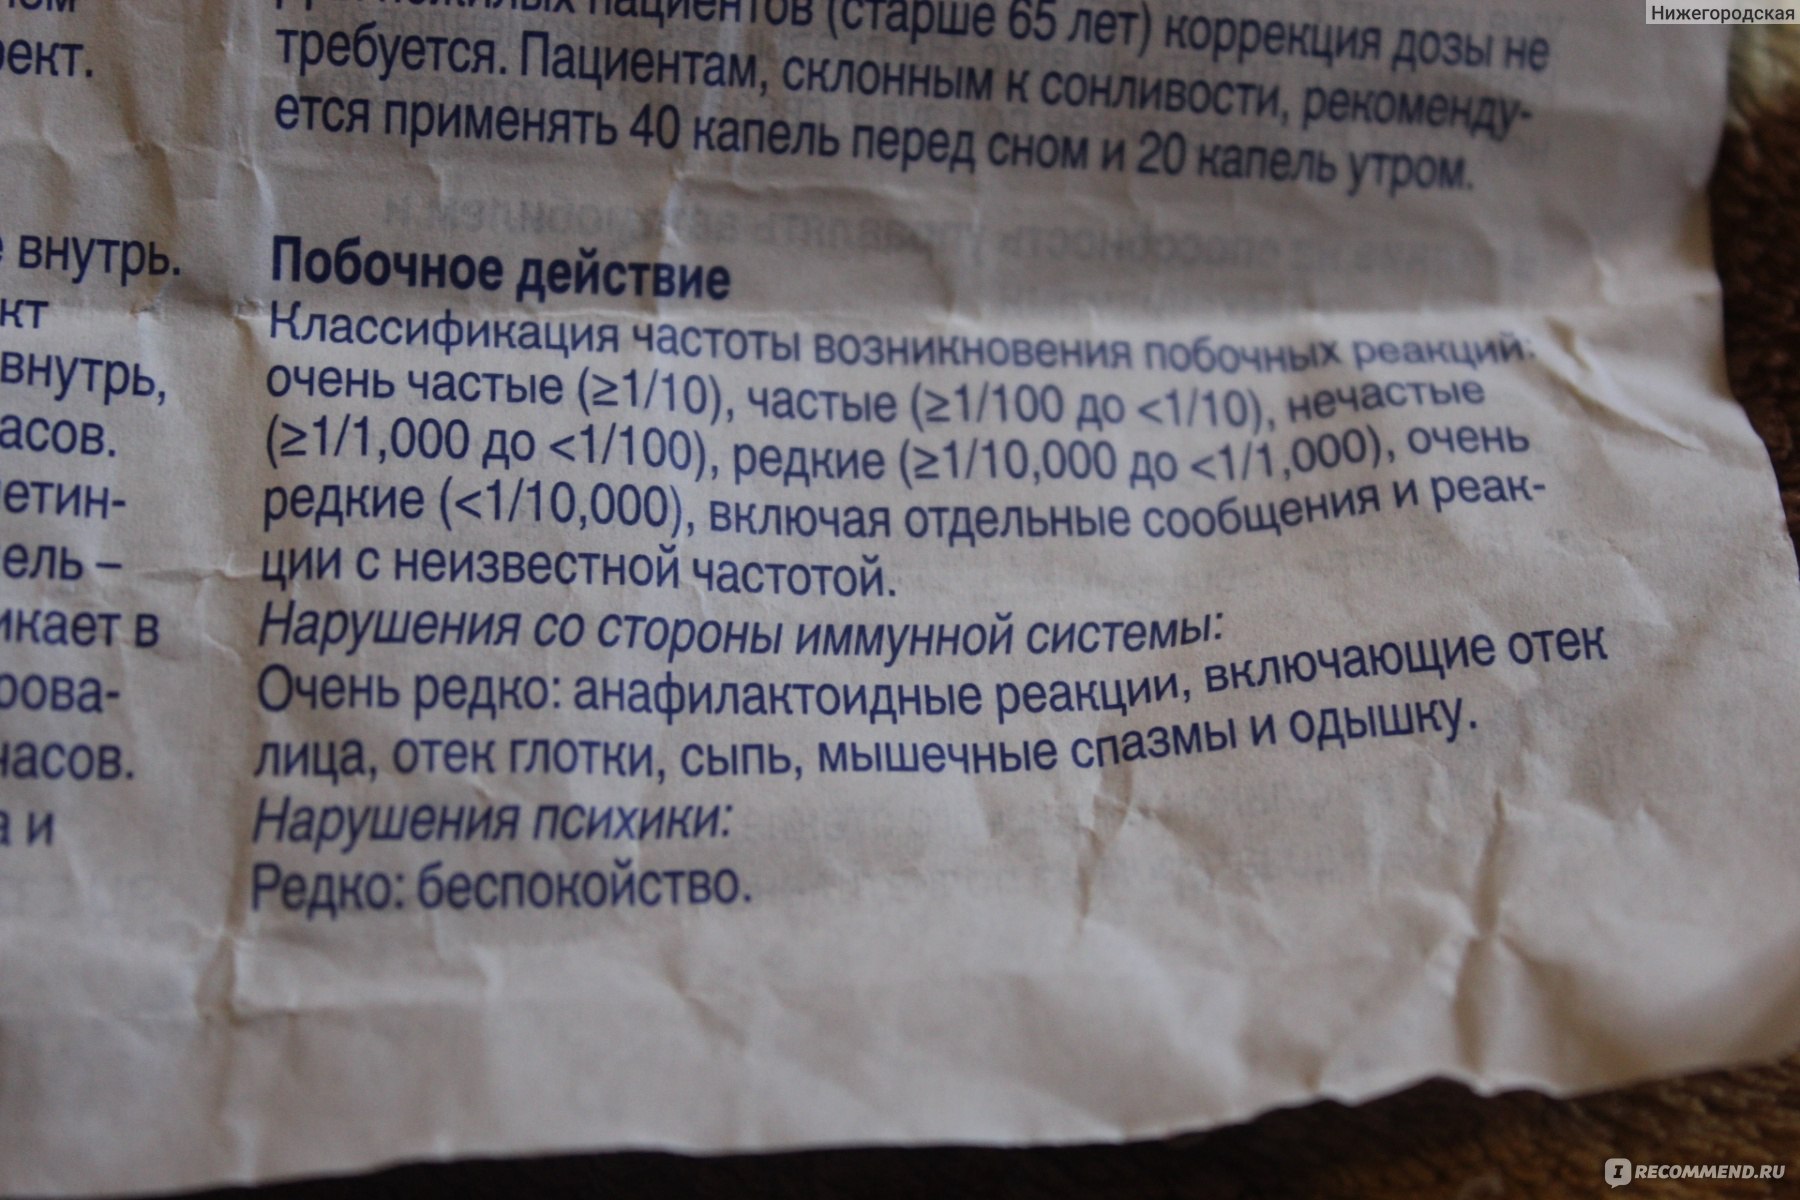 Нижегородская
ект.
пациентов (старше 65 лет) коррекция дозы не
требуется. Пациентам, склонным к сонливости, рекоменду-
ется применять 40 капель перед сном и 20 капель утром.
внутрь.
кт
внутрь,
асов.
етин-
ель –
икает в
рова-
часов.
а и
Побочное действие
Классификация частоты возникновения побочных реакций:
очень частые (≥1/10), частые (≥1/100 до <1/10), нечастые
(≥1/1,000 до <1/100), редкие (≥1/10,000 до <1/1,000), очень
редкие (<1/10,000), включая отдельные сообщения и реак-
ции с неизвестной частотой.
Нарушения со стороны иммунной системы:
Очень редко: анафилактоидные реакции, включающие отек
лица, отек глотки, сыпь, мышечные спазмы и одышку.
Нарушения психики:
Редко: беспокойство.
IRECOMMEND.RU